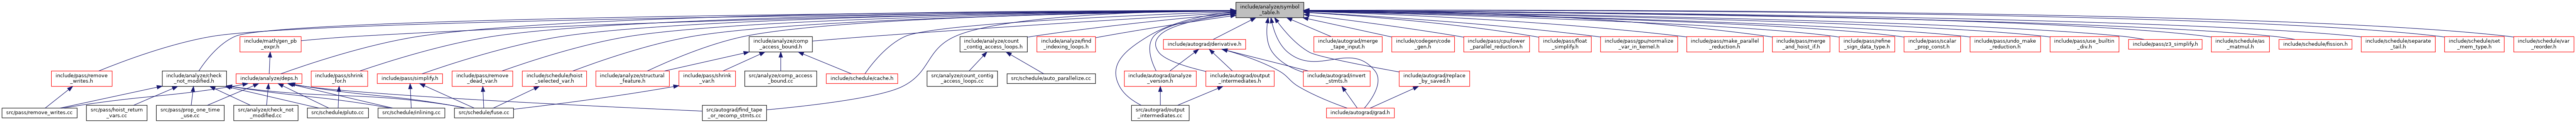 include/analyze/symbol
_table.h
include/math/gen_pb
_expr.h
include/analyze/comp
_access_bound.h
include/analyze/count
_contig_access_loops.h
include/analyze/find
_indexing_loops.h
include/autograd/derivative.h
include/autograd/merge
_tape_input.h
include/codegen/code
_gen.h
include/pass/cpu/lower
_parallel_reduction.h
include/pass/float
_simplify.h
include/pass/gpu/normalize
_var_in_kernel.h
include/pass/make_parallel
_reduction.h
include/pass/merge
_and_hoist_if.h
include/pass/refine
_sign_data_type.h
include/pass/scalar
_prop_const.h
include/pass/undo_make
_reduction.h
include/pass/use_builtin
_div.h
include/pass/z3_simplify.h
include/schedule/as
_matmul.h
include/schedule/fission.h
include/schedule/separate
_tail.h
include/schedule/set
_mem_type.h
include/schedule/var
_reorder.h
include/pass/remove
_writes.h
include/analyze/check
_not_modified.h
include/analyze/deps.h
include/pass/shrink
_for.h
include/pass/simplify.h
include/pass/remove
_dead_var.h
include/schedule/hoist
_selected_var.h
include/analyze/structural
_feature.h
include/pass/shrink
_var.h
src/analyze/comp_access
_bound.cc
include/schedule/cache.h
src/analyze/count_contig
_access_loops.cc
src/schedule/auto_parallelize.cc
include/autograd/analyze
_version.h
include/autograd/output
_intermediates.h
include/autograd/invert
_stmts.h
include/autograd/replace
_by_saved.h
src/pass/remove_writes.cc
src/pass/hoist_return
_vars.cc
src/pass/prop_one_time
_use.cc
src/analyze/check_not
_modified.cc
src/schedule/pluto.cc
src/schedule/inlining.cc
src/schedule/fuse.cc
src/autograd/find_tape
_or_recomp_stmts.cc
src/autograd/output
_intermediates.cc
include/autograd/grad.h